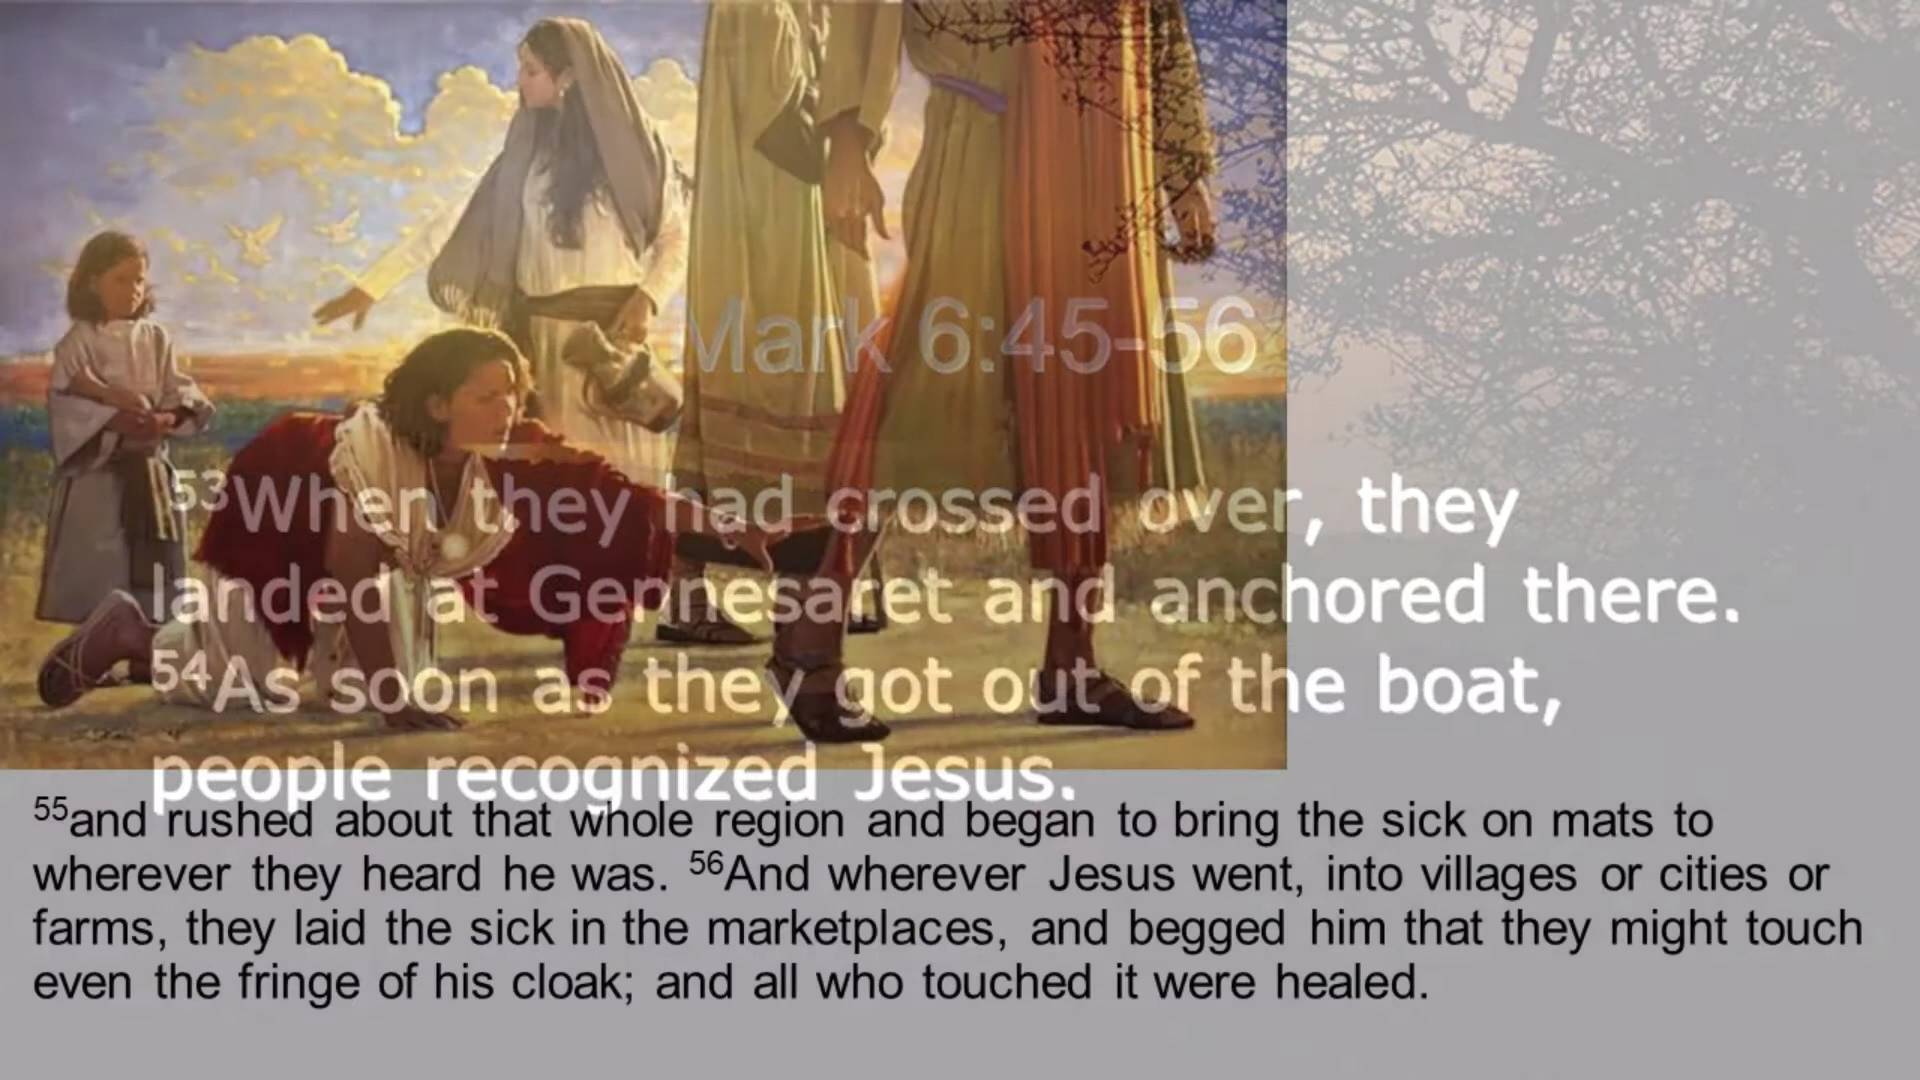 Mark 6:45-56
53When they had crossed over, they
landed at Gennesaret and anchored there.
54As soon as they got out of the boat,
people recognized Jesus.
55and rushed about that whole region and began to bring the sick on mats to
wherever they heard he was. 56And wherever Jesus went, into villages or cities or
farms, they laid the sick in the marketplaces, and begged him that they might touch
even the fringe of his cloak; and all who touched it were healed.